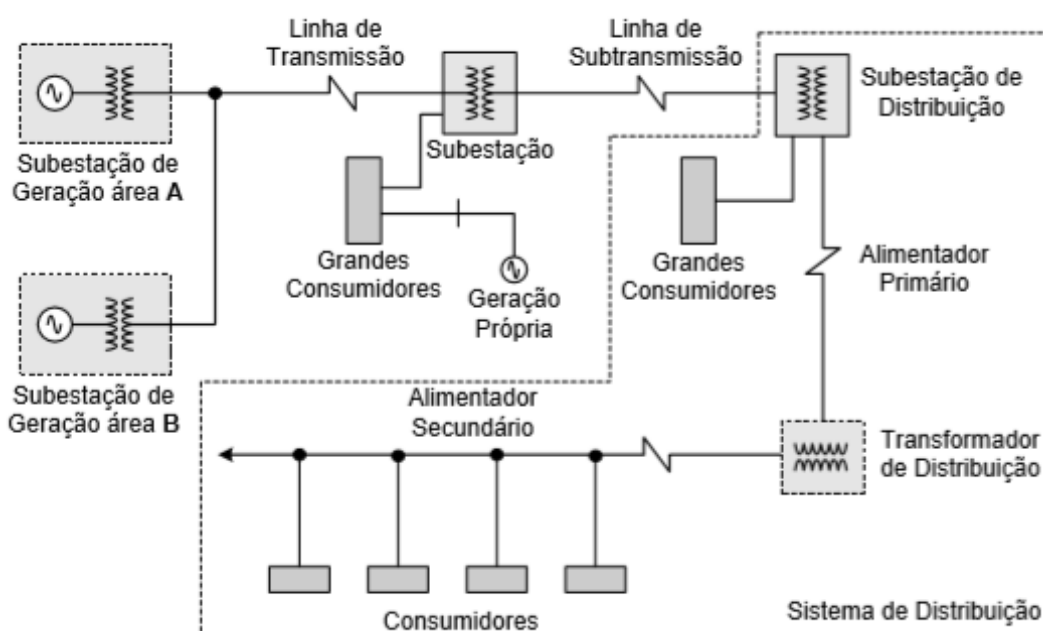 Linha de
Transmissão
Linha de
Subtransmissão
Subestação de
Distribuição
Subestação
Subestação de
Geração área A
Grandes
Consumidores
Geração
Própria
Grandes
Consumidores
Alimentador
Primário
Subestação de
Geração área B
Alimentador
Secundário
Transformador
de Distribuição
Consumidores
Sistema de Distribuição